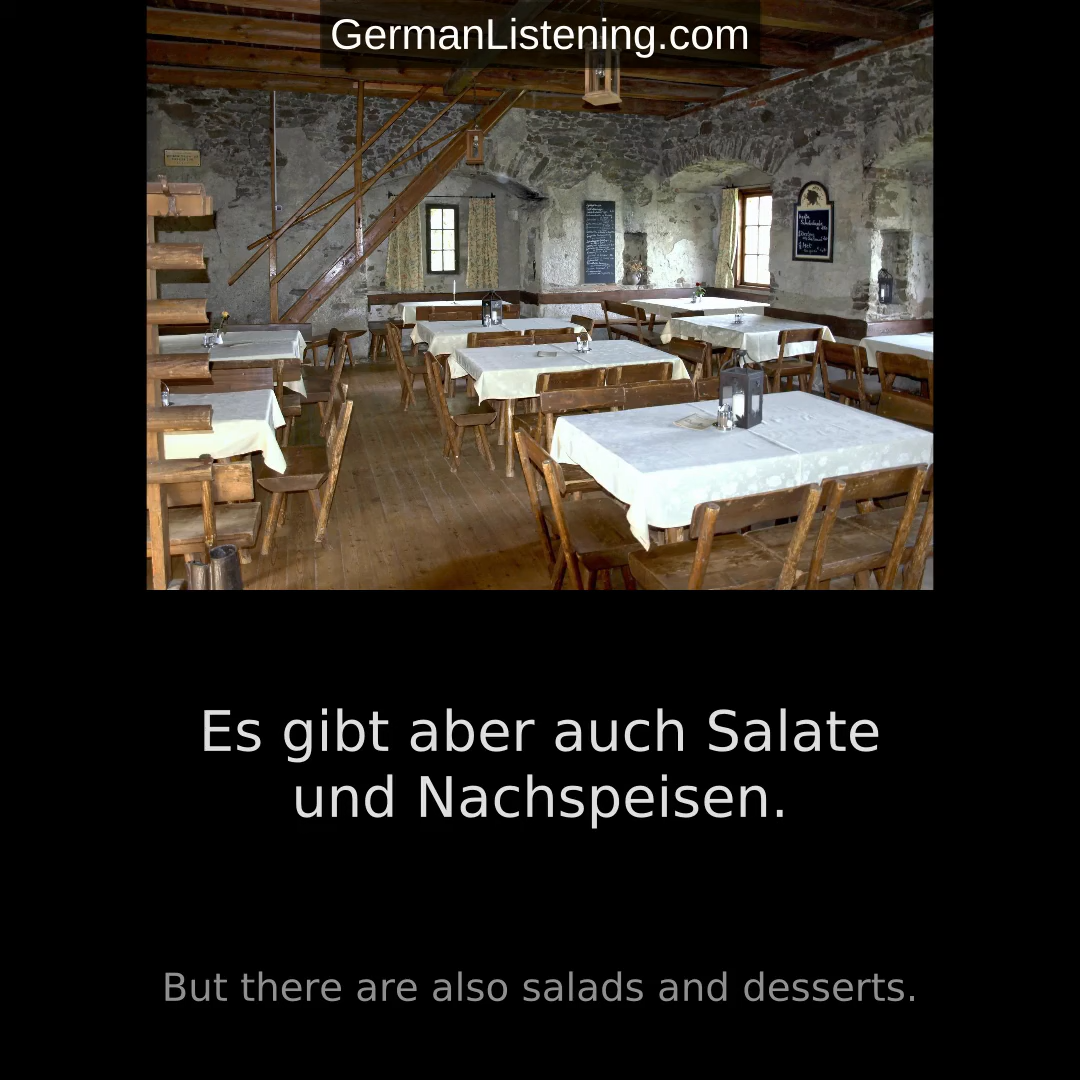 GermanListening.com
Es gibt aber auch Salate
und Nachspeisen.
But there are also salads and desserts.